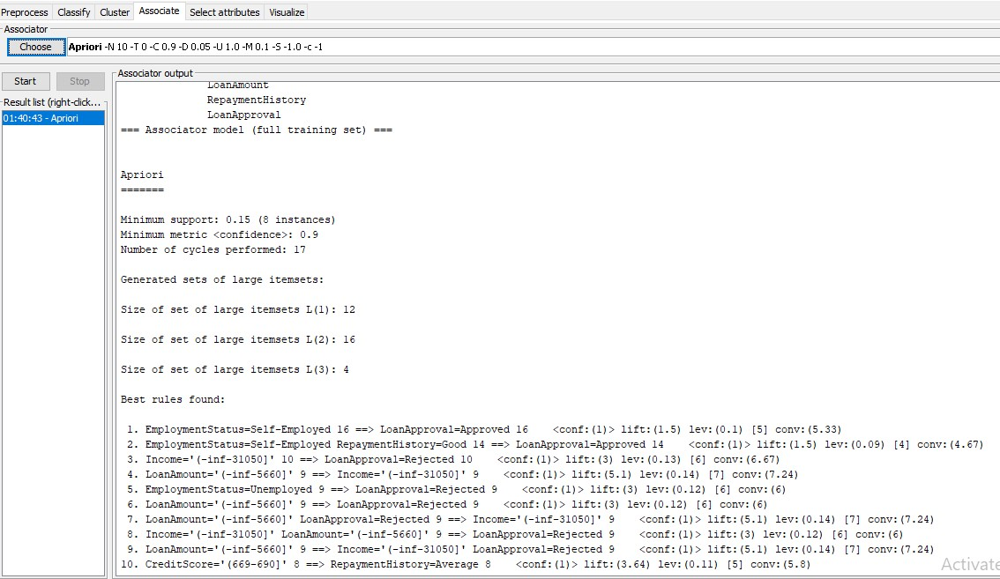 Preprocess Classify Cluster Associate Select attributes Visualize
Associator
Choose Apriori -N 10 -T 0 -C 0.9 -D 0.05 -U 1.0 -M 0.1 -S -1.0 -c -1
Start Stop
Result list (right-click...
01:40:43 - Apriori
Associator output
LoanAmount
RepaymentHistory
LoanApproval
=== Associator model (full training set) ===
Apriori
=======
Minimum support: 0.15 (8 instances)
Minimum metric <confidence>: 0.9
Number of cycles performed: 17
Generated sets of large itemsets:
Size of set of large itemsets L(1): 12
Size of set of large itemsets L(2): 16
Size of set of large itemsets L(3): 4
Best rules found:
1. EmploymentStatus=Self-Employed 16 ==> LoanApproval=Approved 16 <conf:(1)> lift:(1.5) lev:(0.1) [5] conv:(5.33)
2. EmploymentStatus=Self-Employed RepaymentHistory=Good 14 ==> LoanApproval=Approved 14 <conf:(1)> lift:(1.5) lev:(0.09) [4] conv:(4.67)
3. Income='(-inf-31050]' 10 ==> LoanApproval=Rejected 10 <conf:(1)> lift:(3) lev:(0.13) [6] conv:(6.67)
4. LoanAmount='(-inf-5660]' 9 ==> Income='(-inf-31050]' 9 <conf:(1)> lift:(5.1) lev:(0.14) [7] conv:(7.24)
5. EmploymentStatus=Unemployed 9 ==> LoanApproval=Rejected 9 <conf:(1)> lift:(3) lev:(0.12) [6] conv:(6)
6. LoanAmount='(-inf-5660]' 9 ==> LoanApproval=Rejected 9 <conf:(1)> lift:(3) lev:(0.12) [6] conv:(6)
7. LoanAmount='(-inf-5660]' LoanApproval=Rejected 9 ==> Income='(-inf-31050]' 9 <conf:(1)> lift:(5.1) lev:(0.14) [7] conv:(7.24)
8. Income='(-inf-31050]' LoanAmount='(-inf-5660]' 9 ==> LoanApproval=Rejected 9 <conf:(1)> lift:(3) lev:(0.12) [6] conv:(6)
9. LoanAmount='(-inf-5660]' 9 ==> Income='(-inf-31050]' LoanApproval=Rejected 9 <conf:(1)> lift:(5.1) lev:(0.14) [7] conv:(7.24)
10. CreditScore='(669-690]' 8 ==> RepaymentHistory=Average 8 <conf:(1)> lift:(3.64) lev:(0.11) [5] conv:(5.8)
Activate